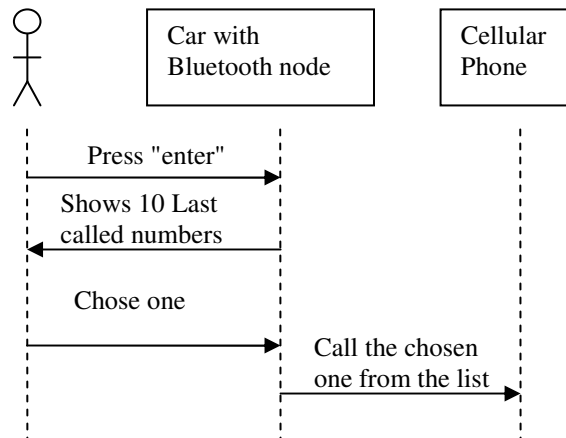 Car with
Bluetooth node
Cellular
Phone
Press "enter"
Shows 10 Last
called numbers
Chose one
Call the chosen
one from the list